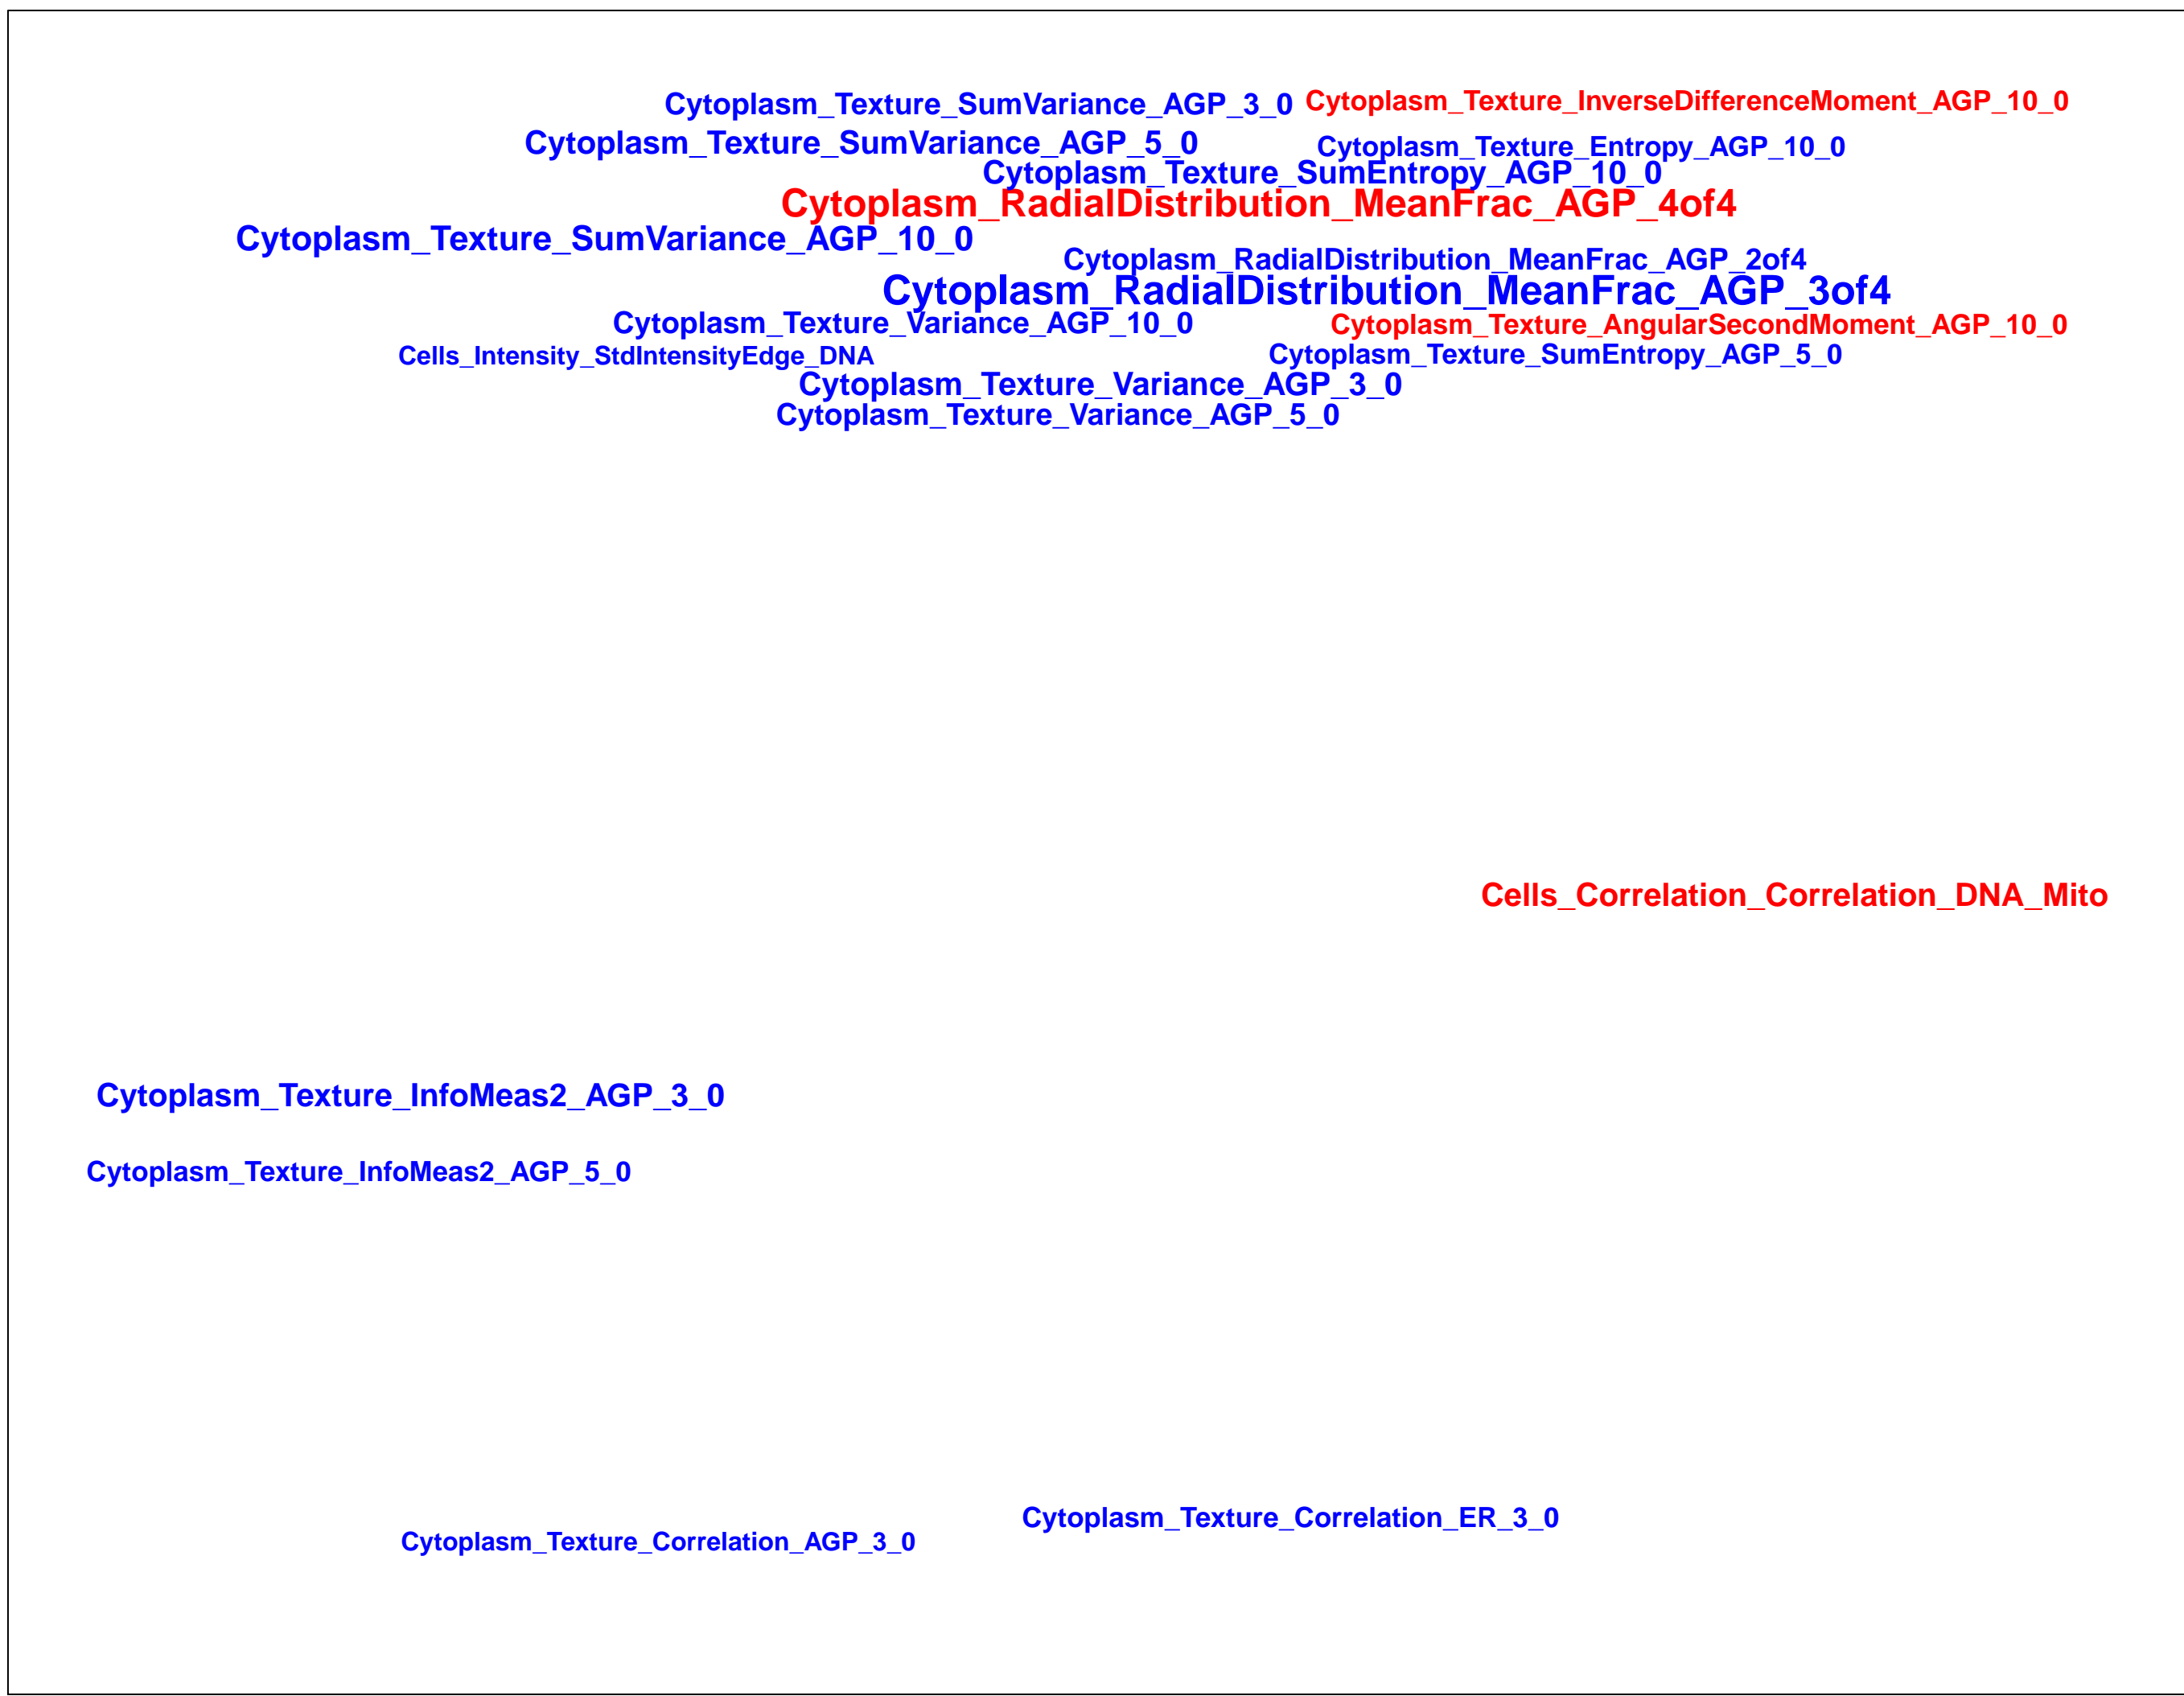 Cytoplasm_Texture_SumVariance_AGP_3_0 Cytoplasm_Texture_InverseDifferenceMoment_AGP_10_0
Cytoplasm_Texture_SumVariance_AGP_5_0 Cytoplasm_Texture_Entropy_AGP_10_0
Cytoplasm_Texture_SumEntropy_AGP_10_0
Cytoplasm_RadialDistribution_MeanFrac_AGP_4of4
Cytoplasm_Texture_SumVariance_AGP_10_0
Cytoplasm_RadialDistribution_MeanFrac_AGP_2of4
Cytoplasm_RadialDistribution_MeanFrac_AGP_3of4
Cytoplasm_Texture_Variance_AGP_10_0 Cytoplasm_Texture_AngularSecondMoment_AGP_10_0
Cells_Intensity_StdIntensityEdge_DNA Cytoplasm_Texture_SumEntropy_AGP_5_0
Cytoplasm_Texture_Variance_AGP_3_0
Cytoplasm_Texture_Variance_AGP_5_0
Cells_Correlation_Correlation_DNA_Mito
Cytoplasm_Texture_InfoMeas2_AGP_3_0
Cytoplasm_Texture_InfoMeas2_AGP_5_0
Cytoplasm_Texture_Correlation_ER_3_0
Cytoplasm_Texture_Correlation_AGP_3_0